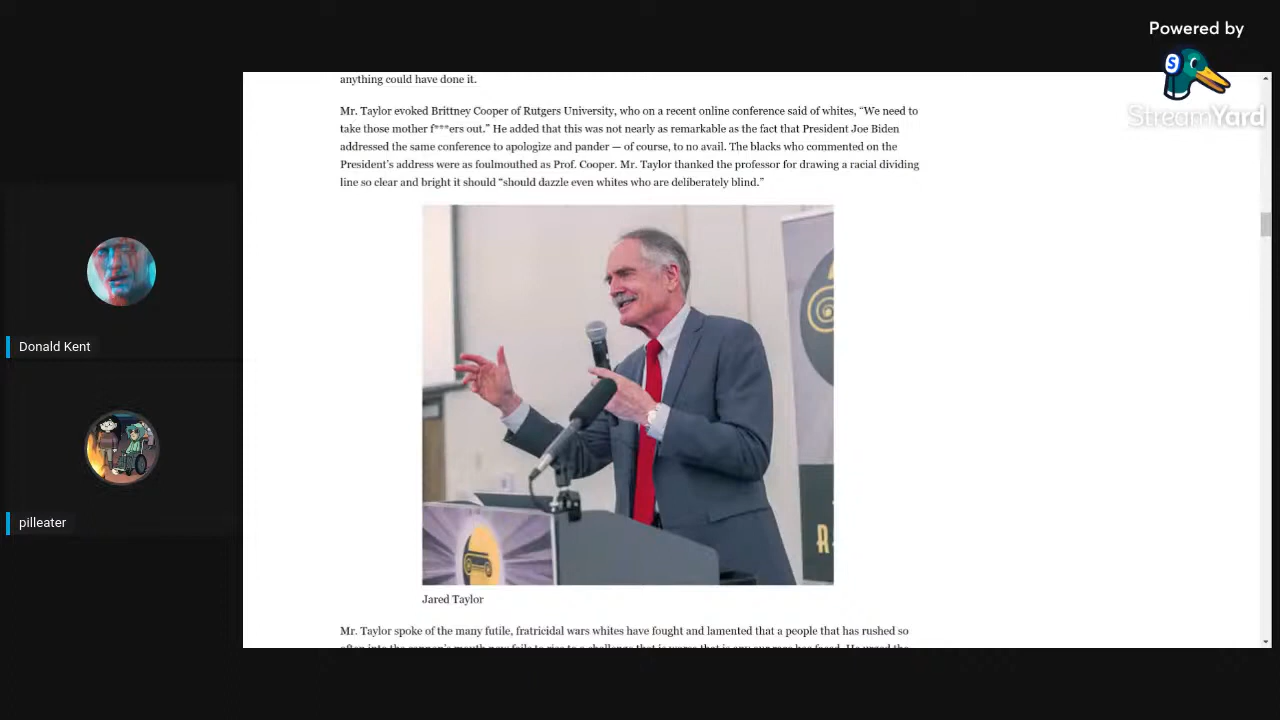 Powered by
StreamYard
anything could have done it.
Mr. Taylor evoked Brittney Cooper of Rutgers University, who on a recent online conference said of whites, “We need to
take those mother f***ers out.” He added that this was not nearly as remarkable as the fact that President Joe Biden
addressed the same conference to apologize and pander — of course, to no avail. The blacks who commented on the
President’s address were as foulmouthed as Prof. Cooper. Mr. Taylor thanked the professor for drawing a racial dividing
line so clear and bright it should “should dazzle even whites who are deliberately blind.”
Donald Kent
pilleater
Jared Taylor
Mr. Taylor spoke of the many futile, fratricidal wars whites have fought and lamented that a people that has rushed so